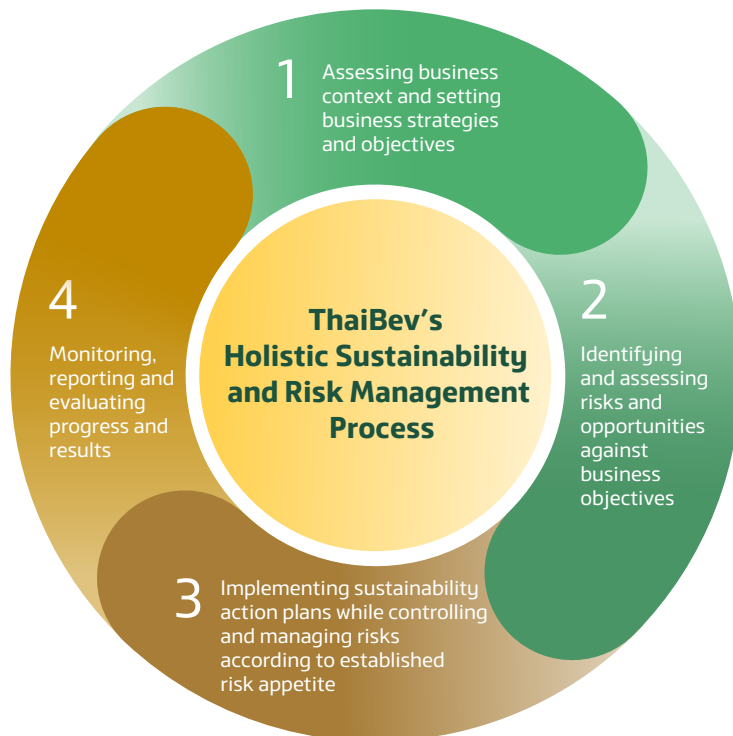 1
Assessing business
context and setting
business strategies
and objectives
2
Identifying
and assessing
risks and
opportunities
against
business
objectives
3
Implementing sustainability
action plans while controlling
and managing risks
according to established
risk appetite
4
Monitoring,
reporting and
evaluating
progress and
results
ThaiBev's
Holistic Sustainability
and Risk Management
Process